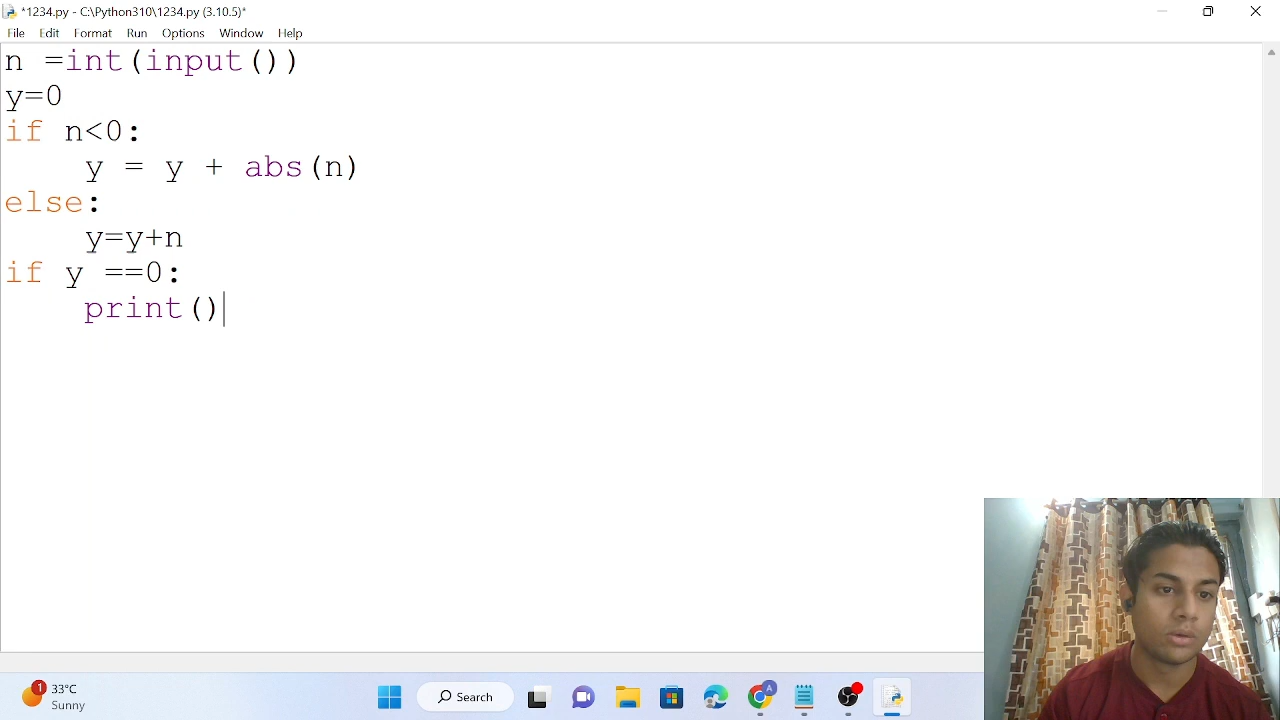 *1234.py - C:\Python310\1234.py (3.10.5)*
File Edit Format Run Options Window Help
n =int(input())
y=0
if n<0:
    y = y + abs(n)
else:
    y=y+n
if y ==0:
    print()
1
33°C
Sunny
Search
A